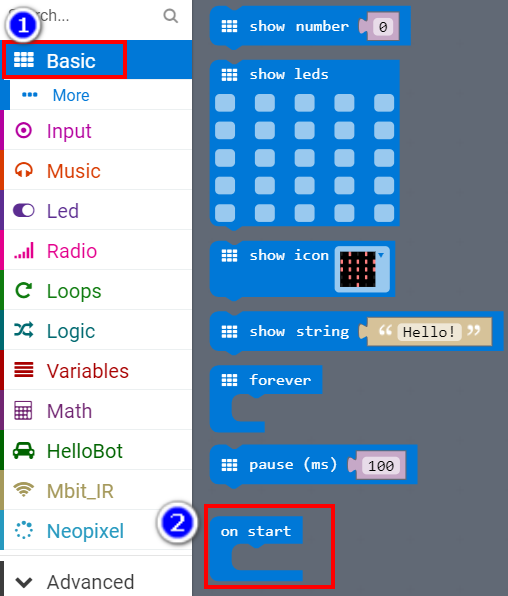 Search...
1
Basic
More
Input
Music
Led
Radio
Loops
Logic
Variables
Math
HelloBot
Mbit_IR
Neopixel
Advanced
show number 0
show leds
show icon
show string “ Hello! ”
forever
pause (ms) 100
2
on start